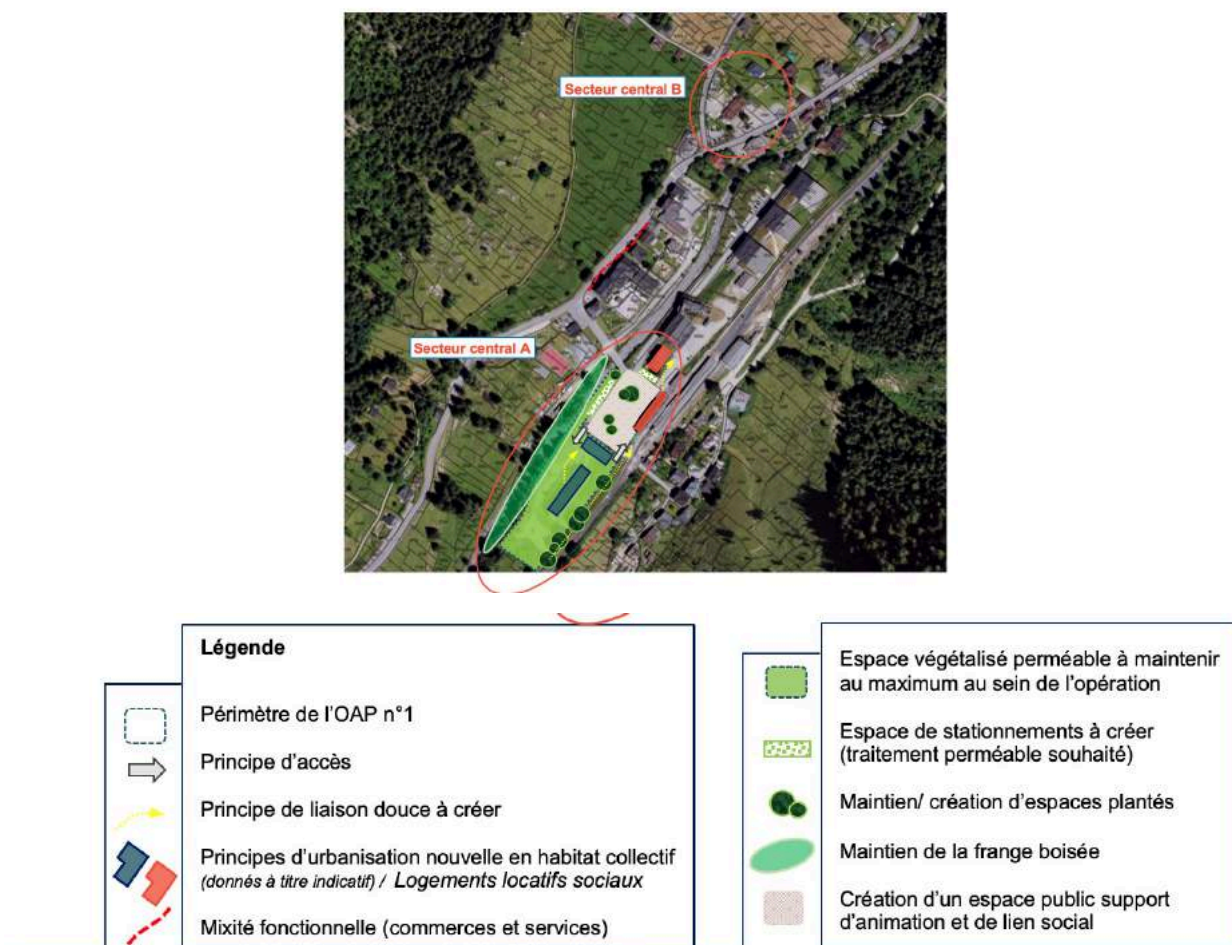 Secteur central B
Secteur central A
Légende
Périmètre de l'OAP n°1
Principe d'accès
Principe de liaison douce à créer
Principes d'urbanisation nouvelle en habitat collectif
(donnés à titre indicatif) / Logements locatifs sociaux
Mixité fonctionnelle (commerces et services)
Espace végétalisé perméable à maintenir
au maximum au sein de l'opération
Espace de stationnements à créer
(traitement perméable souhaité)
Maintien/ création d'espaces plantés
Maintien de la frange boisée
Création d'un espace public support
d'animation et de lien social